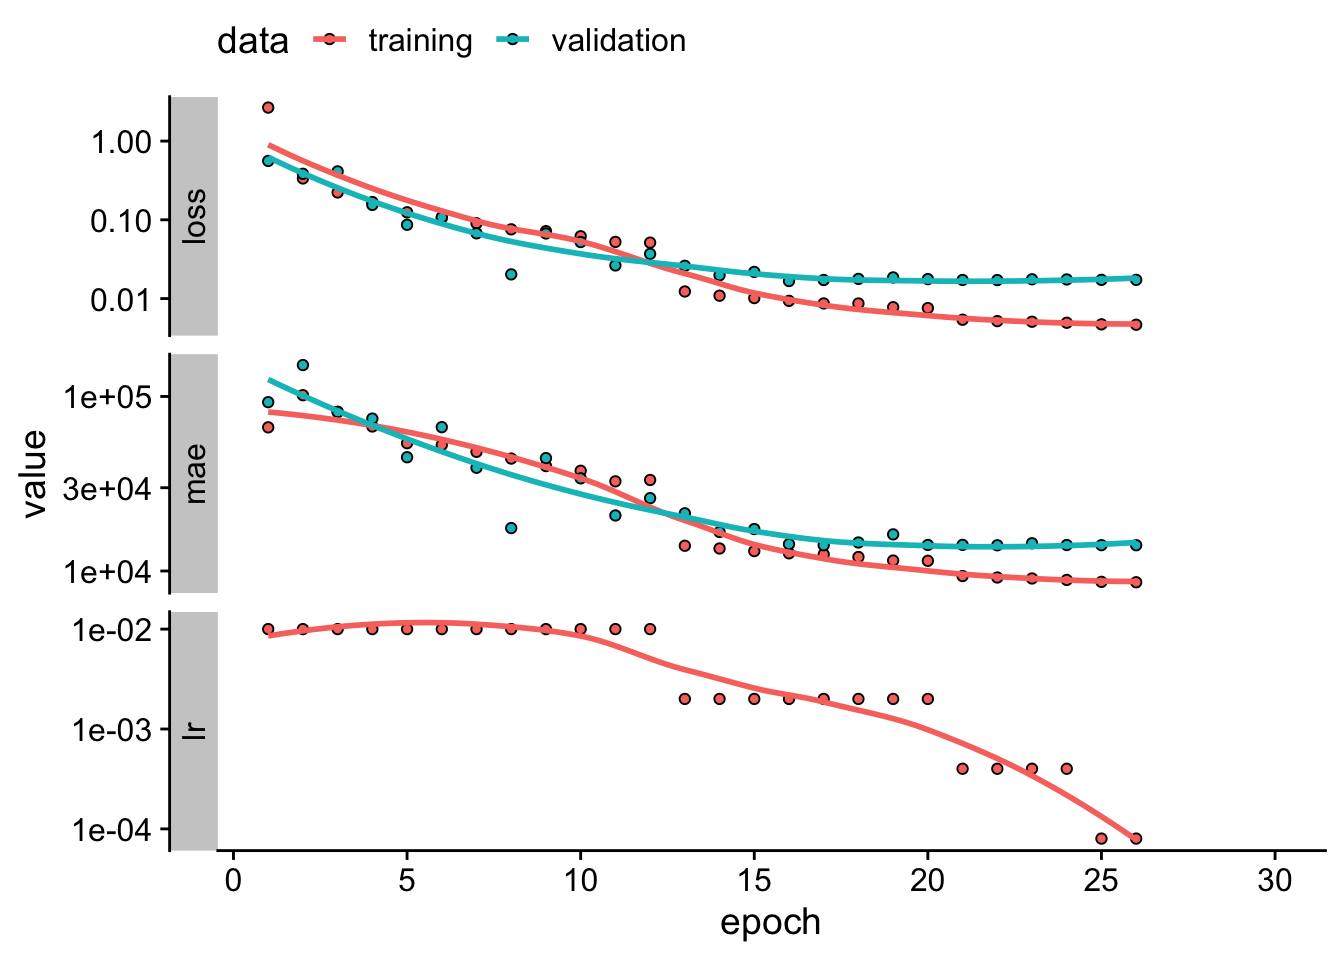 data training validation
loss
1.00
0.10
0.01
mae
1e+05
3e+04
1e+04
lr
1e-02
1e-03
1e-04
value
0 5 10 15 20 25 30
epoch